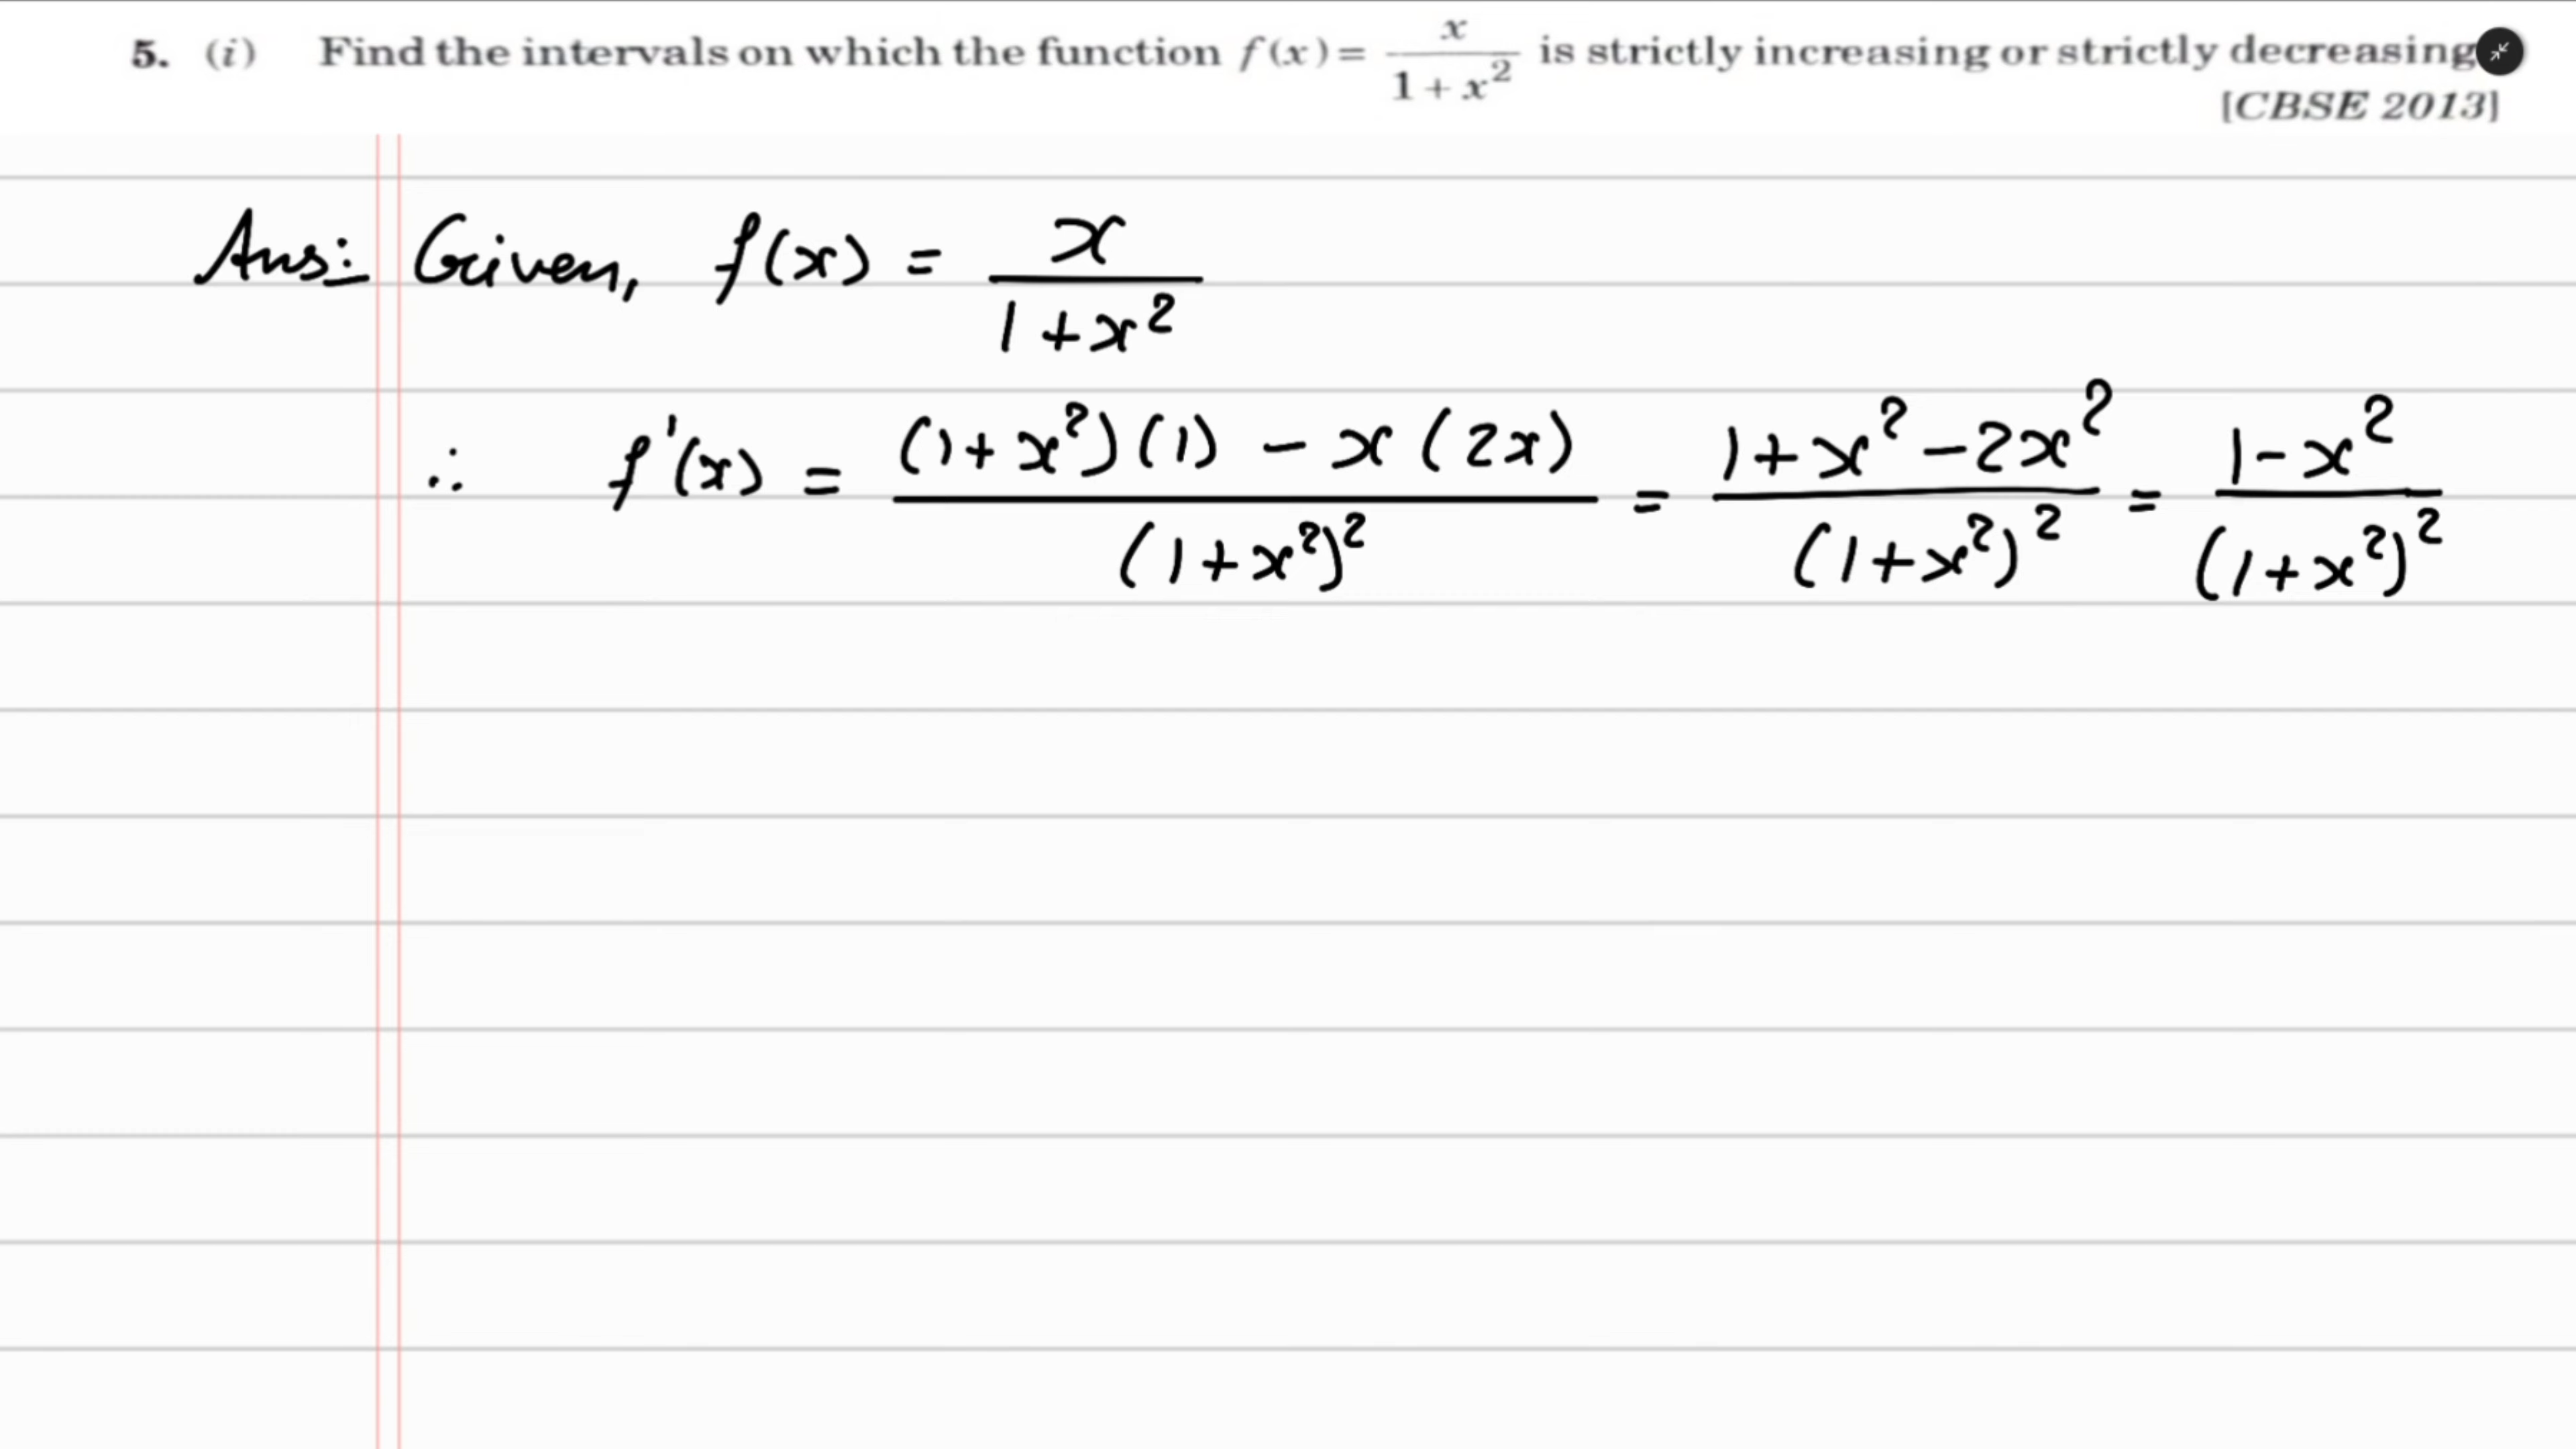 5. (i) Find the intervals on which the function f(x) = x/(1 + x²) is strictly increasing or strictly decreasing
[CBSE 2013]
Ans: Given, f(x) = x/(1 + x²)
∴ f'(x) = ((1 + x²)(1) − x(2x))/(1 + x²)² = (1 + x² − 2x²)/(1 + x²)² = (1 − x²)/(1 + x²)²